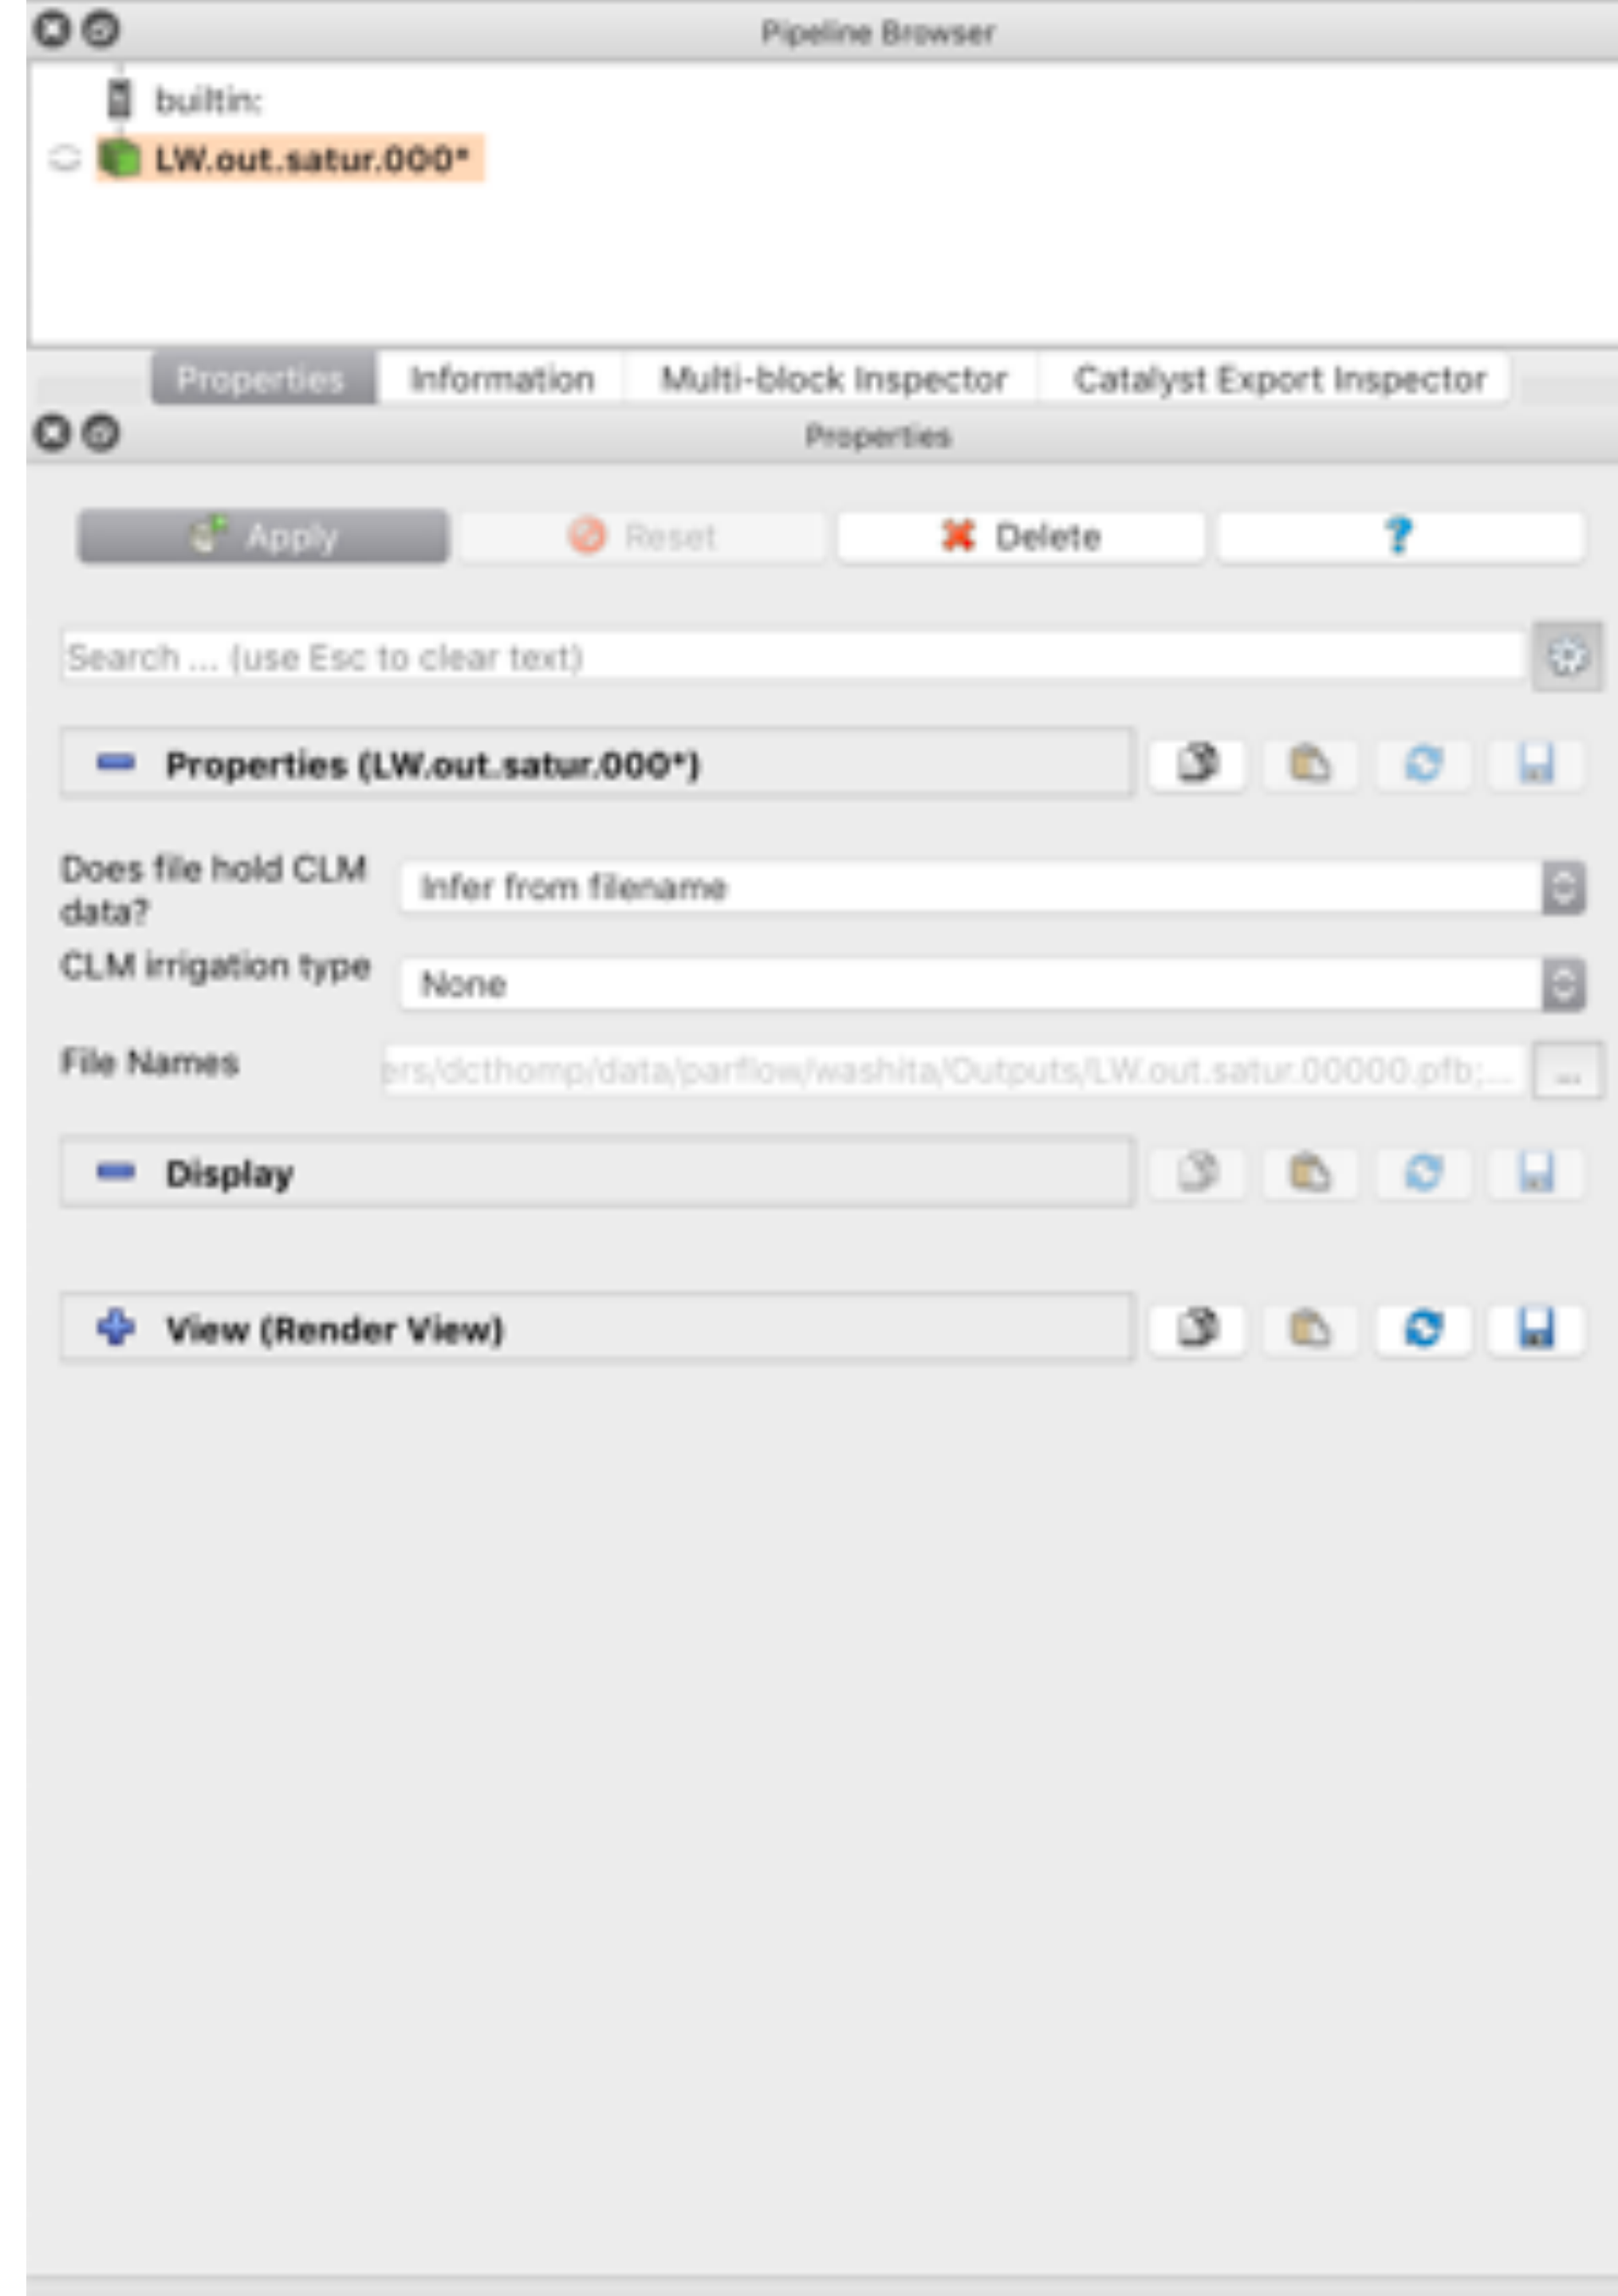 Pipeline Browser
builtin:
LW.out.satur.000*
Properties Information Multi-block Inspector Catalyst Export Inspector
Properties
Apply Reset Delete ?
Search ... (use Esc to clear text)
Properties (LW.out.satur.000*)
Does file hold CLM
data?
Infer from filename
CLM irrigation type None
File Names ers/dcthomp/data/parflow/washita/Outputs/LW.out.satur.00000.pfb;... ...
Display
View (Render View)